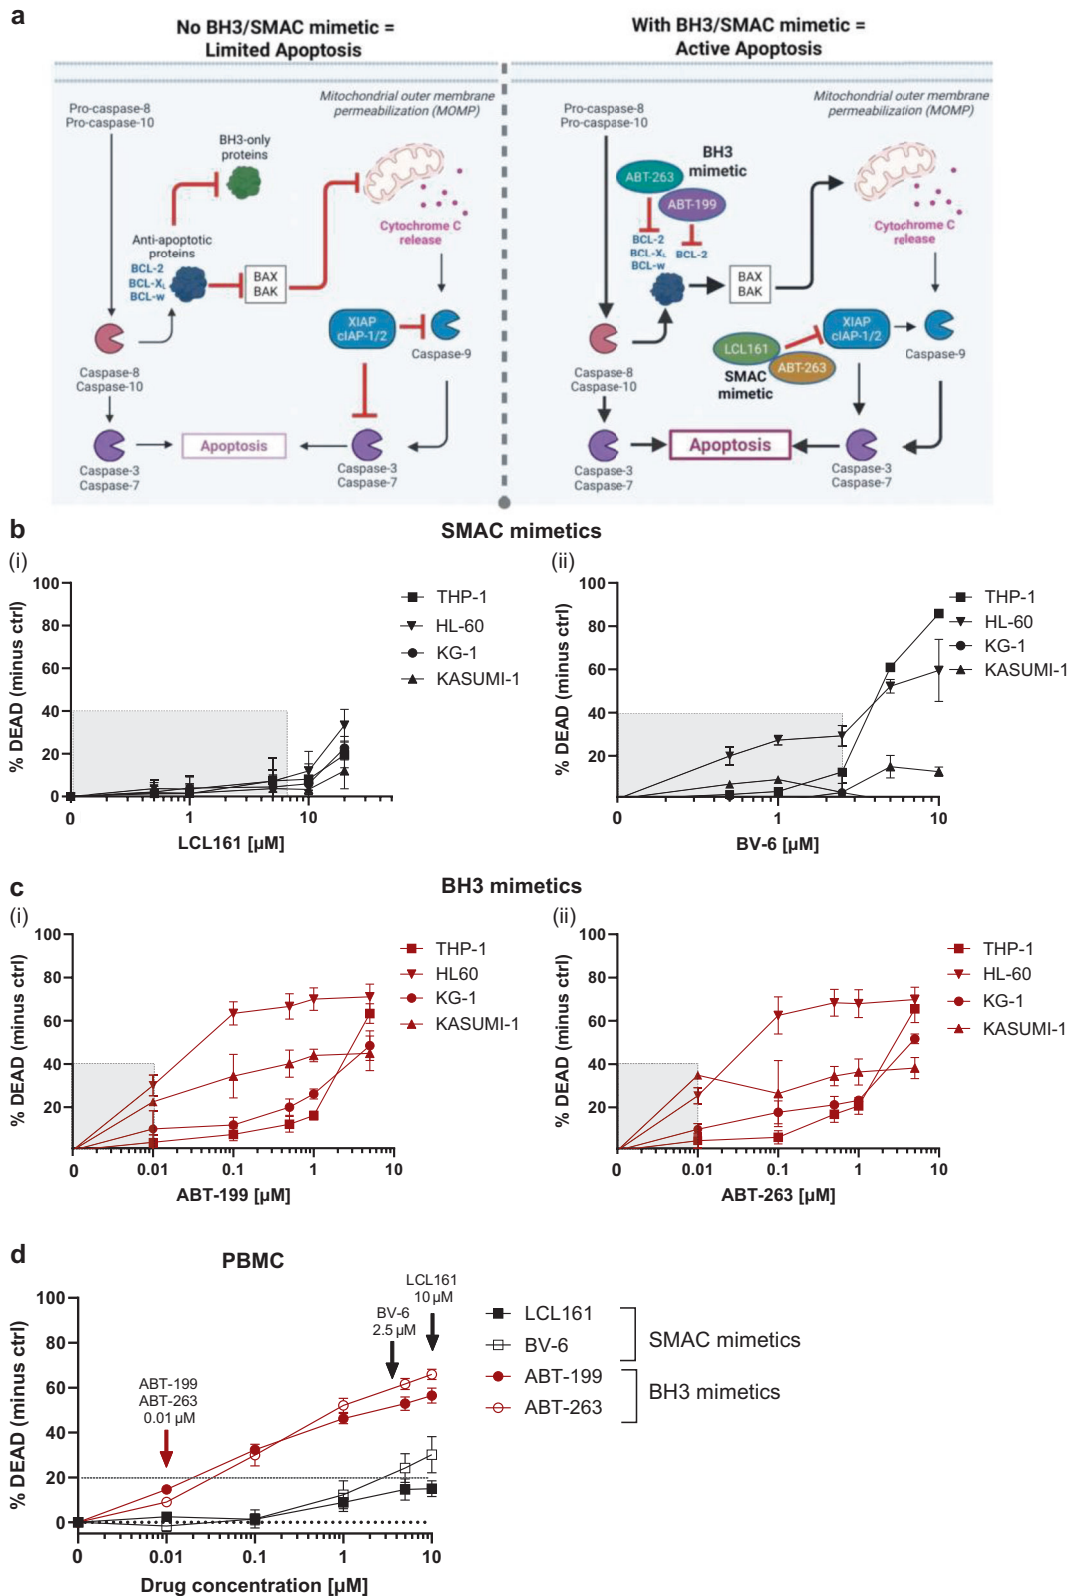 a
No BH3/SMAC mimetic =
Limited Apoptosis
With BH3/SMAC mimetic =
Active Apoptosis
Pro-caspase-8
Pro-caspase-10
Mitochondrial outer membrane
permeabilization (MOMP)
BH3-only
proteins
Cytochrome C
release
Anti-apoptotic
proteins
BCL-2
BCL-XL
BCL-w
BAX
BAK
XIAP
cIAP-1/2
Caspase-9
Caspase-8
Caspase-10
Apoptosis
Caspase-3
Caspase-7
Caspase-3
Caspase-7
Pro-caspase-8
Pro-caspase-10
Mitochondrial outer membrane
permeabilization (MOMP)
BH3
mimetic
ABT-263
ABT-199
Cytochrome C
release
BCL-2
BCL-XL
BCL-w
BCL-2
BAX
BAK
XIAP
cIAP-1/2
LCL161
ABT-263
SMAC
mimetic
Caspase-9
Caspase-8
Caspase-10
Apoptosis
Caspase-3
Caspase-7
Caspase-3
Caspase-7
b
SMAC mimetics
(i)
% DEAD (minus ctrl)
100
80
60
40
20
0
0
1
10
LCL161 [µM]
THP-1
HL-60
KG-1
KASUMI-1
(ii)
% DEAD (minus ctrl)
100
80
60
40
20
0
1
10
BV-6 [µM]
THP-1
HL-60
KG-1
KASUMI-1
c
BH3 mimetics
(i)
% DEAD (minus ctrl)
100
80
60
40
20
0
0.01
0.1
1
10
ABT-199 [µM]
THP-1
HL60
KG-1
KASUMI-1
(ii)
% DEAD (minus ctrl)
100
80
60
40
20
0
0.01
0.1
1
10
ABT-263 [µM]
THP-1
HL-60
KG-1
KASUMI-1
d
PBMC
% DEAD (minus ctrl)
100
80
60
40
20
0
ABT-199
ABT-263
0.01 µM
BV-6
2.5 µM
LCL161
10 µM
0
0.01
0.1
1
10
Drug concentration [µM]
LCL161
BV-6
SMAC mimetics
ABT-199
ABT-263
BH3 mimetics